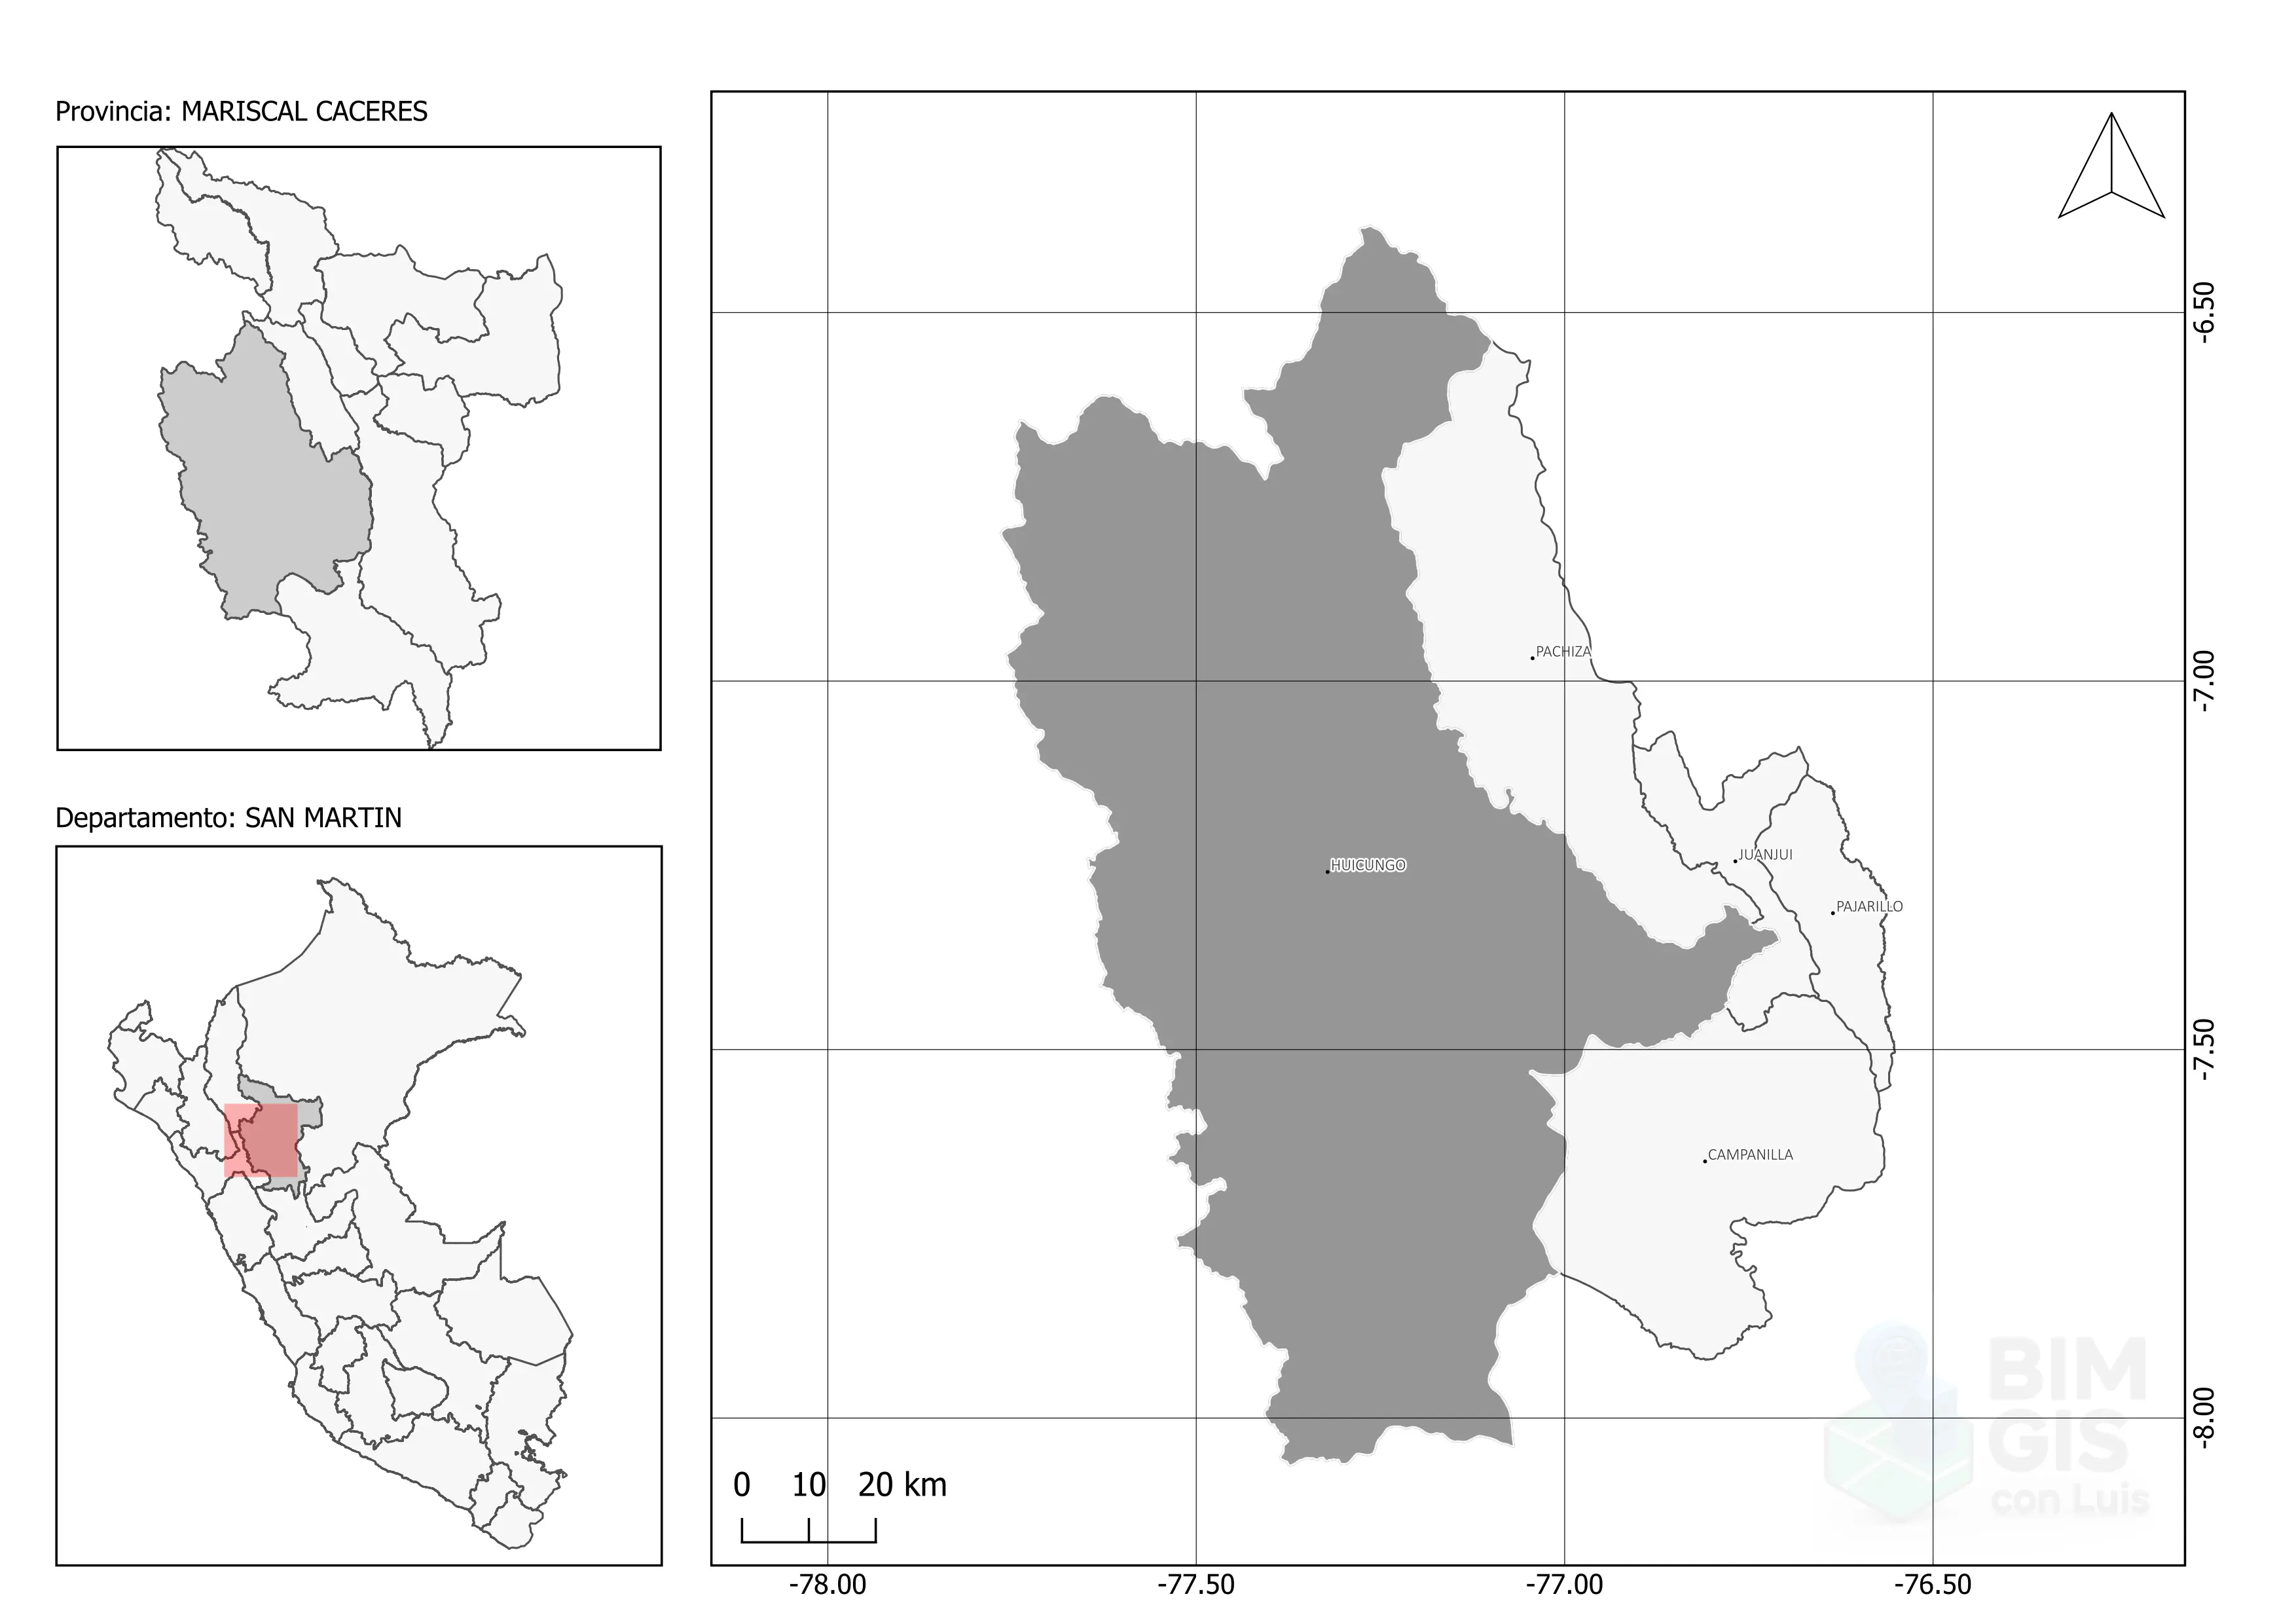 Provincia: MARISCAL CACERES
Departamento: SAN MARTIN
PACHIZA
JUANJUI
HUICUNGO
PAJARILLO
CAMPANILLA
-6.50
-7.00
-7.50
-8.00
BIM
GIS
con Luis
0 10 20 km
-78.00 -77.50 -77.00 -76.50